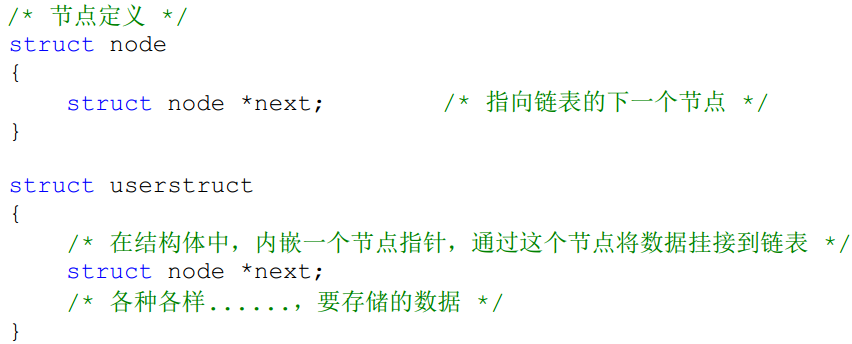 /* 节点定义 */
struct node
{
    struct node *next;        /* 指向链表的下一个节点 */
}

struct userstruct
{
    /* 在结构体中，内嵌一个节点指针，通过这个节点将数据挂接到链表 */
    struct node *next;
    /* 各种各样......，要存储的数据 */
}